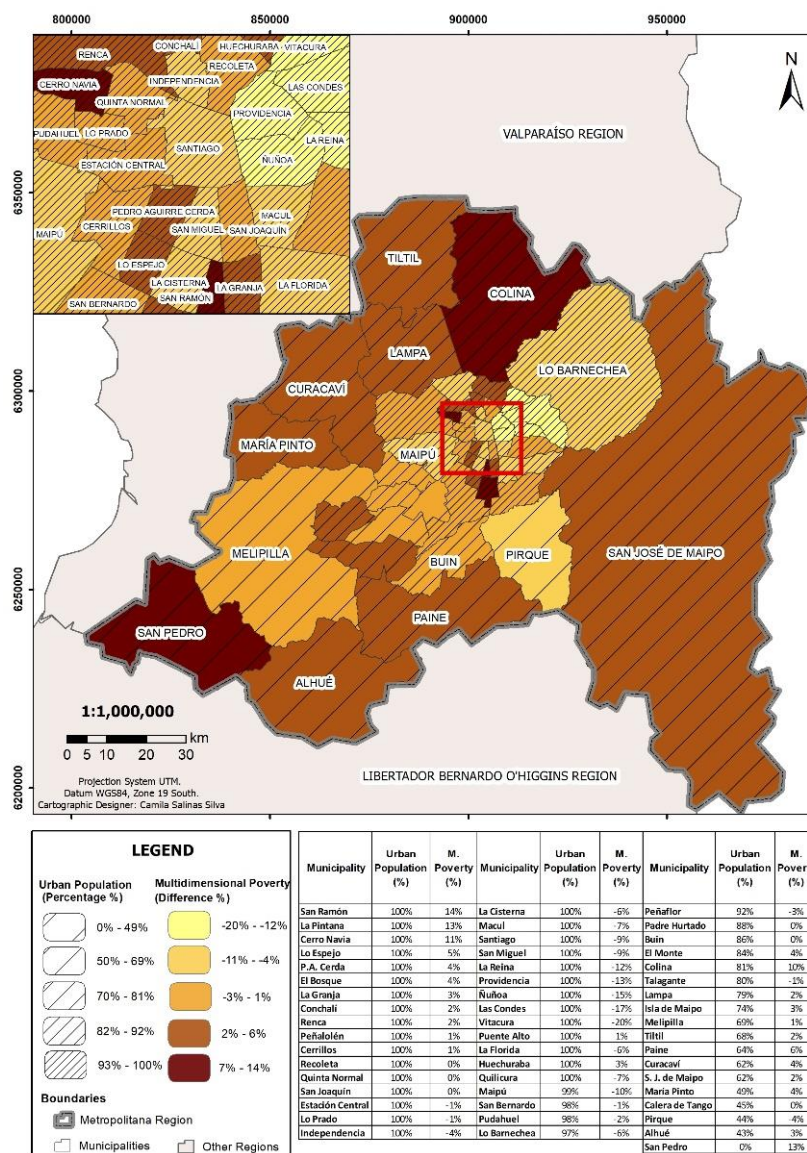 800000 850000 900000 950000
RENCA
CONCHALÍ
HUECHURABA
VITACURA
RECOLETA
CERRO NAVIA
INDEPENDENCIA
LAS CONDES
QUINTA NORMAL
PROVIDENCIA
PUDAHUEL
LO PRADO
SANTIAGO
LA REINA
ÑUÑOA
ESTACIÓN CENTRAL
PEDRO AGUIRRE CERDA
MACUL
MAIPÚ
CERRILLOS
SAN MIGUEL
SAN JOAQUÍN
LO ESPEJO
LA CISTERNA
LA GRANJA
LA FLORIDA
SAN BERNARDO
SAN RAMÓN
N
VALPARAÍSO REGION
6350000
TILTIL
COLINA
LAMPA
LO BARNECHEA
6300000
CURACAVÍ
MARÍA PINTO
MAIPÚ
MELIPILLA
BUIN
PIRQUE
SAN JOSÉ DE MAIPO
6250000
SAN PEDRO
PAINE
ALHUÉ
1:1,000,000
km
0 5 10 20 30
LIBERTADOR BERNARDO O'HIGGINS REGION
6200000
Projection System UTM.
Datum WGS84, Zone 19 South.
Cartographic Designer: Camila Salinas Silva
LEGEND
Urban Population
(Percentage %)
0% - 49%
50% - 69%
70% - 81%
82% - 92%
93% - 100%
Multidimensional Poverty
(Difference %)
-20% - -12%
-11% - -4%
-3% - 1%
2% - 6%
7% - 14%
Boundaries
Metropolitana Region
Municipalities Other Regions
Municipality Urban Population (%) M. Poverty (%) Municipality Urban Population (%) M. Poverty (%) Municipality Urban Population (%) M. Poverty (%)
San Ramón 100% 14% La Cisterna 100% -6% Peñaflor 92% -3%
La Pintana 100% 13% Macul 100% -7% Padre Hurtado 88% 0%
Cerro Navia 100% 11% Santiago 100% -9% Buin 86% 0%
Lo Espejo 100% 5% San Miguel 100% -9% El Monte 84% 4%
P.A. Cerda 100% 4% La Reina 100% -12% Colina 81% 10%
El Bosque 100% 4% Providencia 100% -13% Talagante 80% -1%
La Granja 100% 3% Ñuñoa 100% -15% Lampa 79% 2%
Conchalí 100% 2% Las Condes 100% -17% Isla de Maipo 74% 3%
Renca 100% 2% Vitacura 100% -20% Melipilla 69% 1%
Peñalolén 100% 1% Puente Alto 100% 1% Tiltil 68% 2%
Cerrillos 100% 1% La Florida 100% -6% Paine 64% 6%
Recoleta 100% 0% Huechuraba 100% 3% Curacaví 62% 4%
Quinta Normal 100% 0% Quilicura 100% -7% S. J. de Maipo 62% 2%
San Joaquín 100% 0% Maipú 99% -10% María Pinto 49% 4%
Estación Central 100% -1% San Bernardo 98% -1% Calera de Tango 45% 0%
Lo Prado 100% -1% Pudahuel 98% -2% Pirque 44% -4%
Independencia 100% -4% Lo Barnechea 97% -6% Alhué 43% 3%
San Pedro 0% 13%